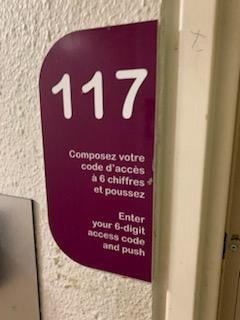 117
Composez votre
code d'accès
à 6 chiffres
et poussez
Enter
your 6-digit
access code
and push